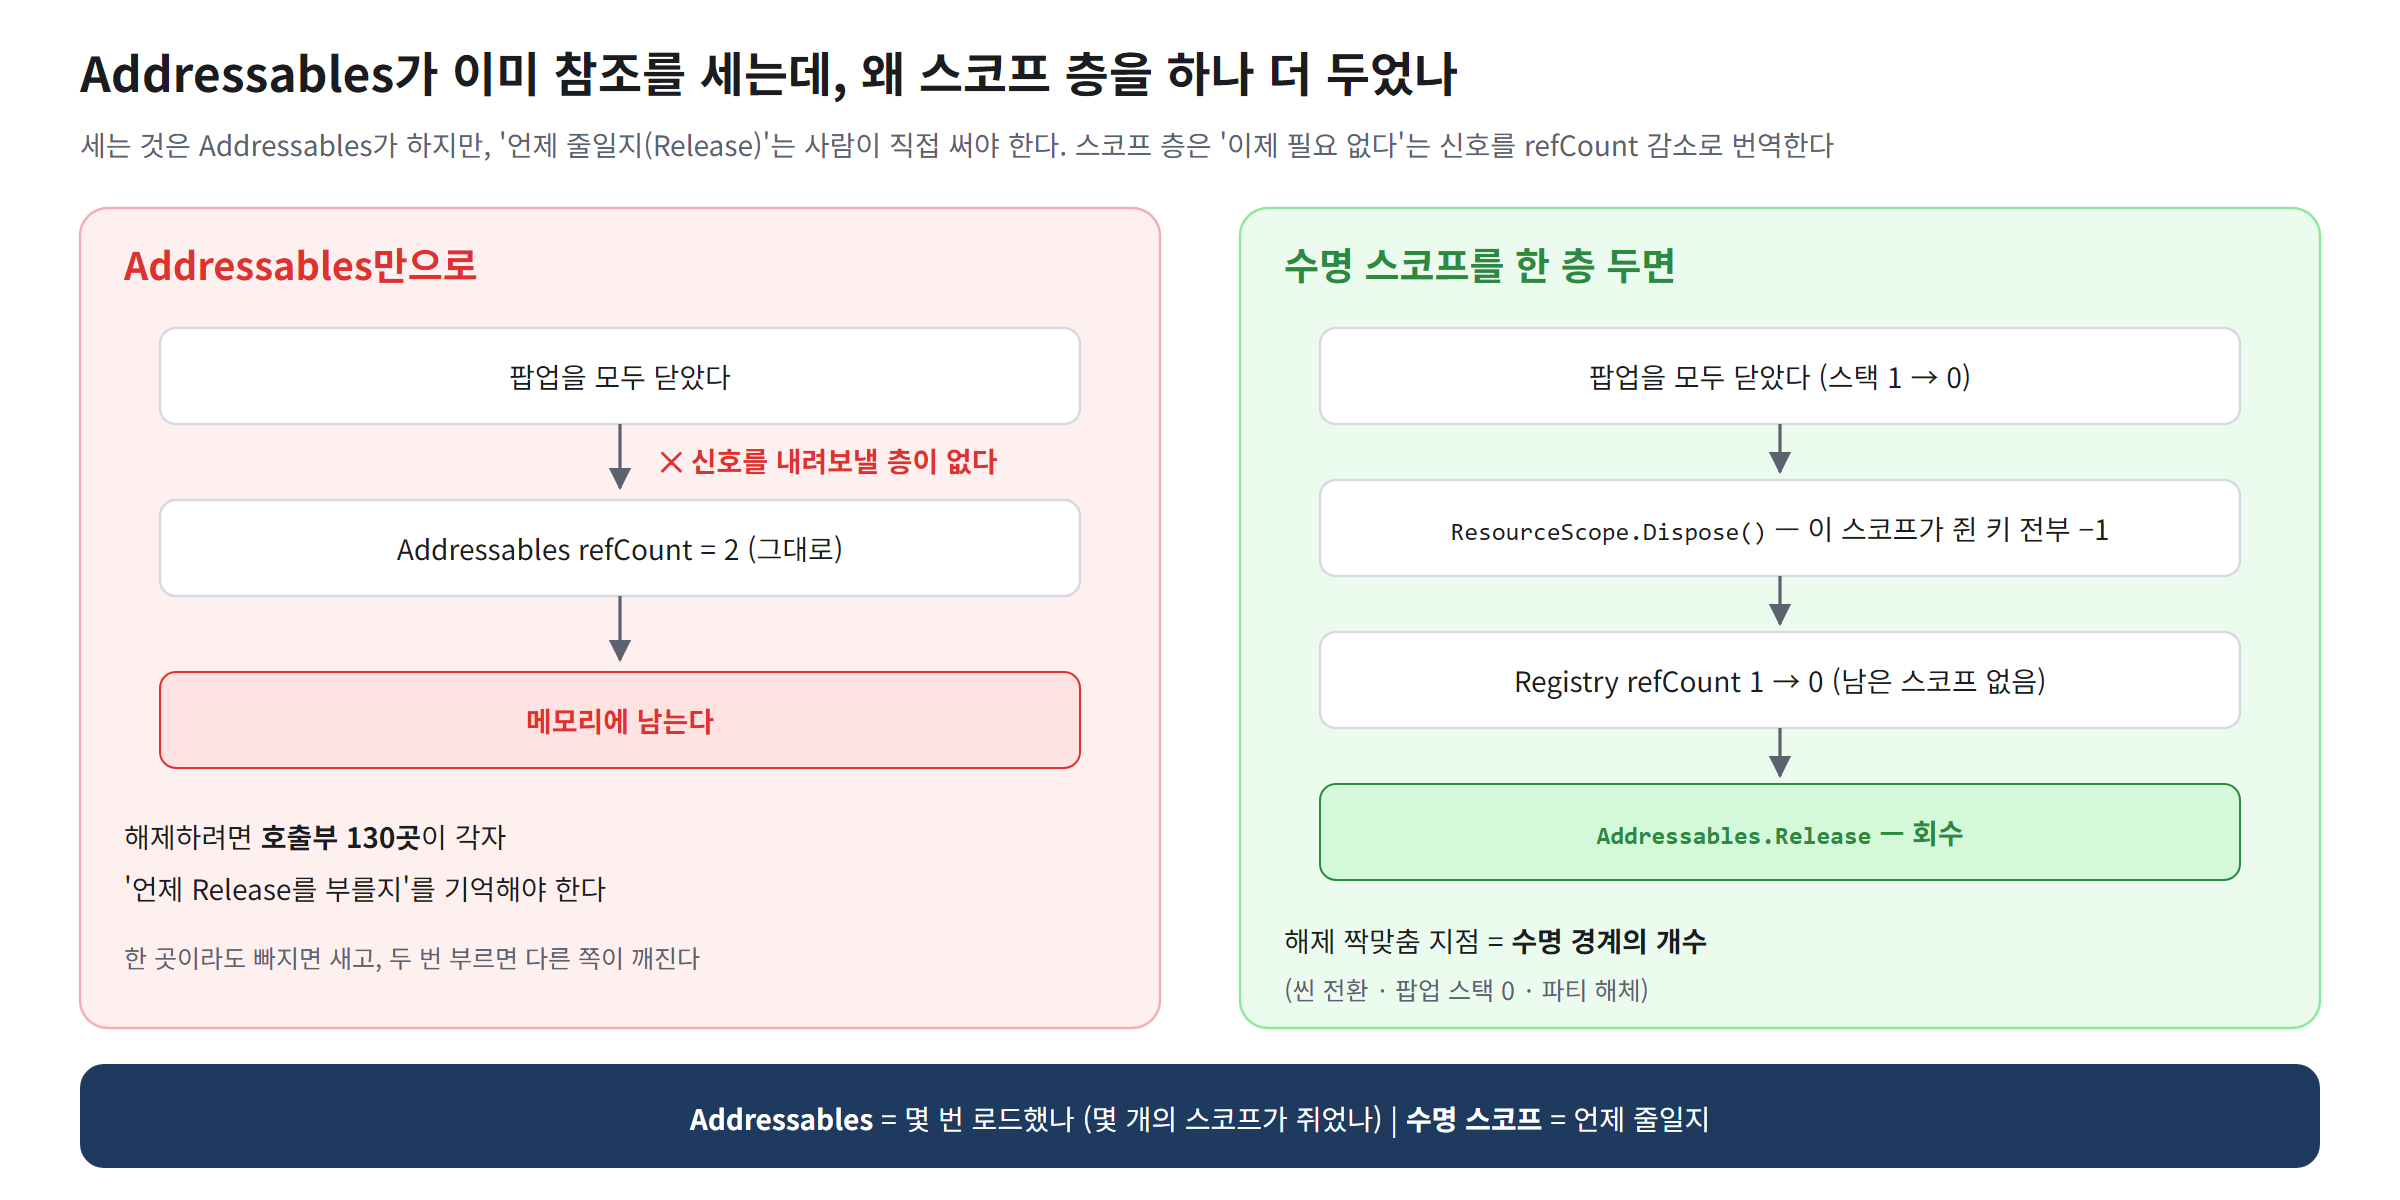 Addressables가 이미 참조를 세는데, 왜 스코프 층을 하나 더 두었나
세는 것은 Addressables가 하지만, '언제 줄일지(Release)'는 사람이 직접 써야 한다. 스코프 층은 '이제 필요 없다'는 신호를 refCount 감소로 번역한다
Addressables만으로
팝업을 모두 닫았다
× 신호를 내려보낼 층이 없다
Addressables refCount = 2 (그대로)
메모리에 남는다
해제하려면 호출부 130곳이 각자
'언제 Release를 부를지'를 기억해야 한다
한 곳이라도 빠지면 새고, 두 번 부르면 다른 쪽이 깨진다
수명 스코프를 한 층 두면
팝업을 모두 닫았다 (스택 1 → 0)
ResourceScope.Dispose() — 이 스코프가 쥔 키 전부 −1
Registry refCount 1 → 0 (남은 스코프 없음)
Addressables.Release — 회수
해제 짝맞춤 지점 = 수명 경계의 개수
(씬 전환 · 팝업 스택 0 · 파티 해체)
Addressables = 몇 번 로드했나 (몇 개의 스코프가 쥐었나) | 수명 스코프 = 언제 줄일지